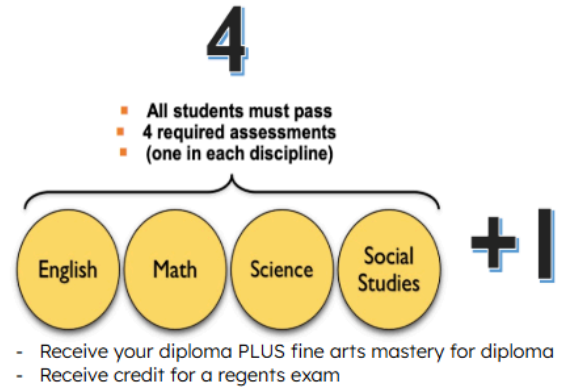 4
All students must pass
4 required assessments
(one in each discipline)
English Math Science Social Studies +1
- Receive your diploma PLUS fine arts mastery for diploma
- Receive credit for a regents exam